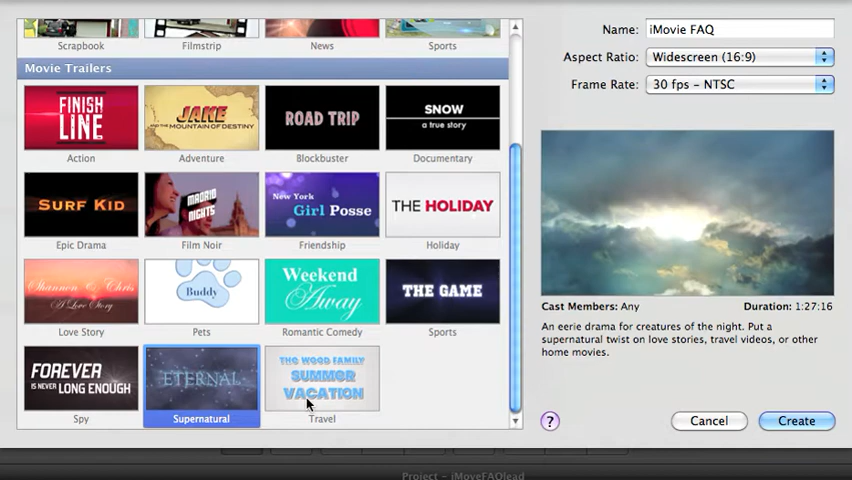 Scrapbook
Filmstrip
News
Sports
Movie Trailers
FINISH
LINE
Action
JAKE
AND THE MOUNTAIN OF DESTINY
Adventure
ROAD TRIP
Blockbuster
SNOW
a true story
Documentary
SURF KID
Epic Drama
MADRID
NIGHTS
Film Noir
New York
Girl Posse
Friendship
THE HOLIDAY
Holiday
Shannon & Chris
A Love Story
Love Story
Buddy
Pets
Weekend
Away
Romantic Comedy
THE GAME
Sports
FOREVER
IS NEVER LONG ENOUGH
Spy
ETERNAL
Supernatural
THE WOOD FAMILY
SUMMER
VACATION
Travel
Name: iMovie FAQ
Aspect Ratio: Widescreen (16:9)
Frame Rate: 30 fps - NTSC
Cast Members: Any Duration: 1:27:16
An eerie drama for creatures of the night. Put a
supernatural twist on love stories, travel videos, or other
home movies.
? Cancel Create
Project - iMoveFAQlead